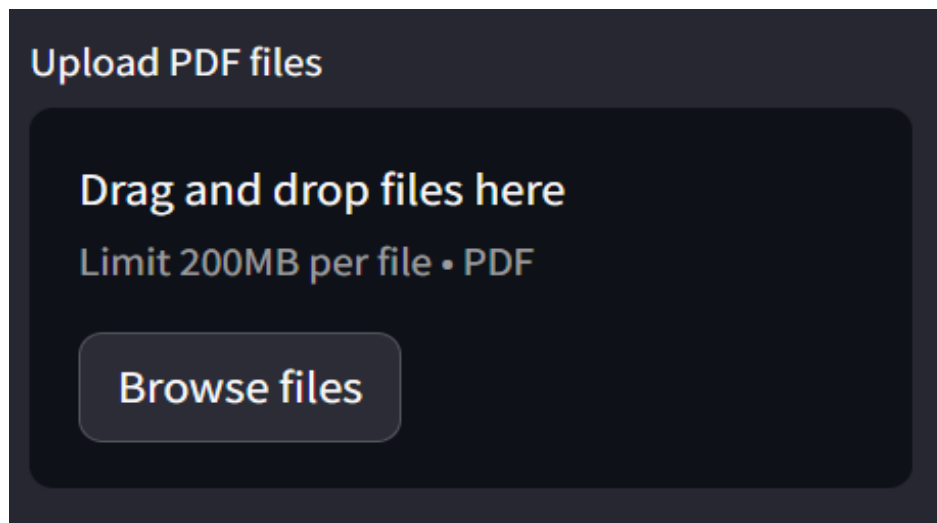 Upload PDF files
Drag and drop files here
Limit 200MB per file • PDF
Browse files